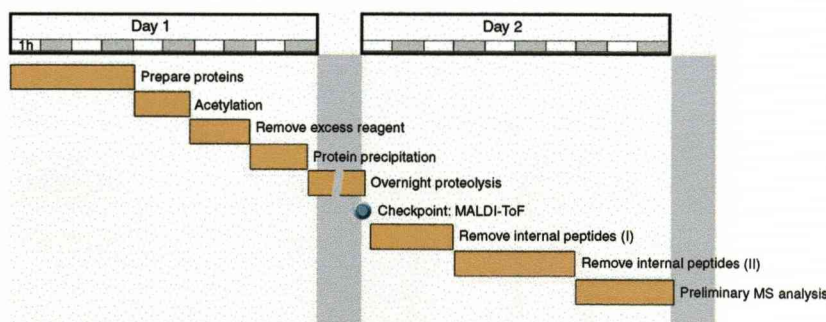 Day 1
Day 2
1h
Prepare proteins
Acetylation
Remove excess reagent
Protein precipitation
Overnight proteolysis
Checkpoint: MALDI-ToF
Remove internal peptides (I)
Remove internal peptides (II)
Preliminary MS analysis